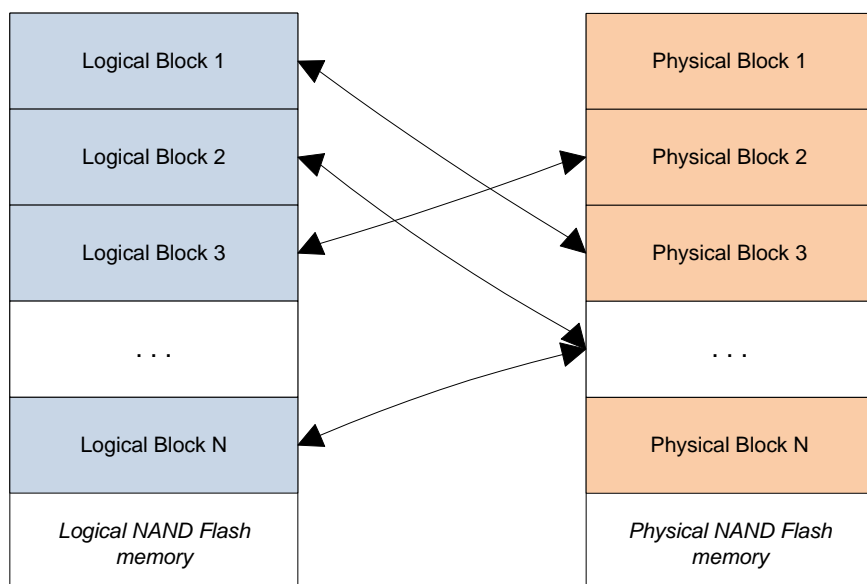 Logical Block 1
Logical Block 2
Logical Block 3
. . .
Logical Block N
Logical NAND Flash
memory
Physical Block 1
Physical Block 2
Physical Block 3
. . .
Physical Block N
Physical NAND Flash
memory